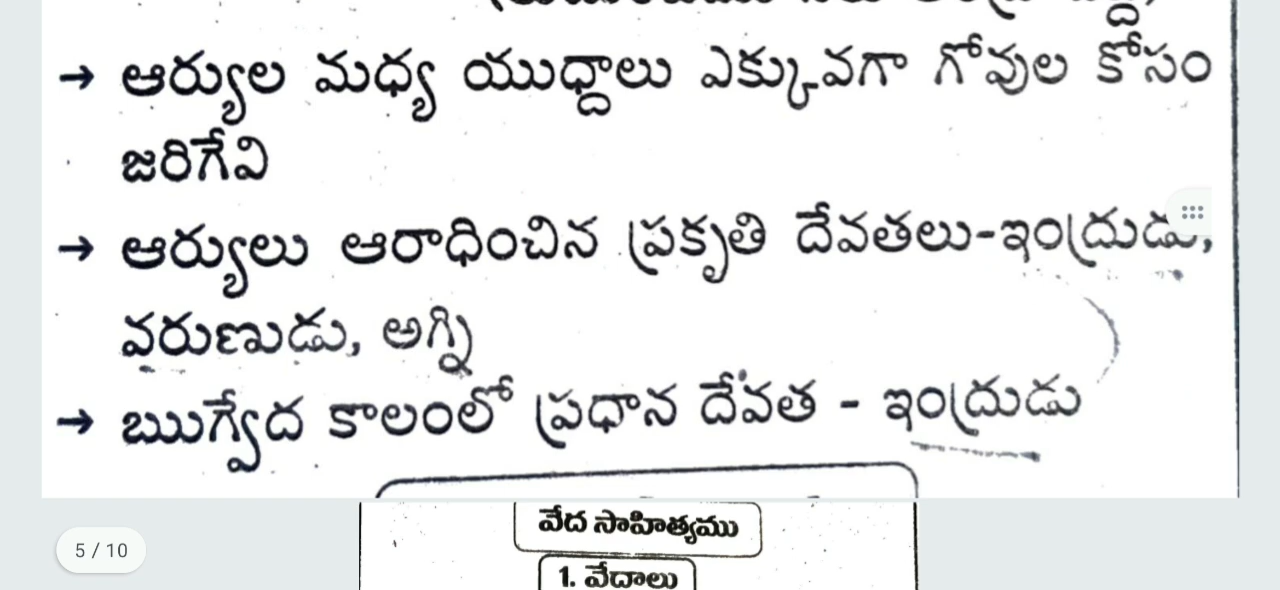 → ఆర్యుల మధ్య యుద్ధాలు ఎక్కువగా గోవుల కోసం
జరిగేవి
→ ఆర్యులు ఆరాధించిన ప్రకృతి దేవతలు-ఇంద్రుడు,
వరుణుడు, అగ్ని
→ ఋగ్వేద కాలంలో ప్రధాన దేవత - ఇంద్రుడు
వేద సాహిత్యము
5 / 10
1. వేదాలు